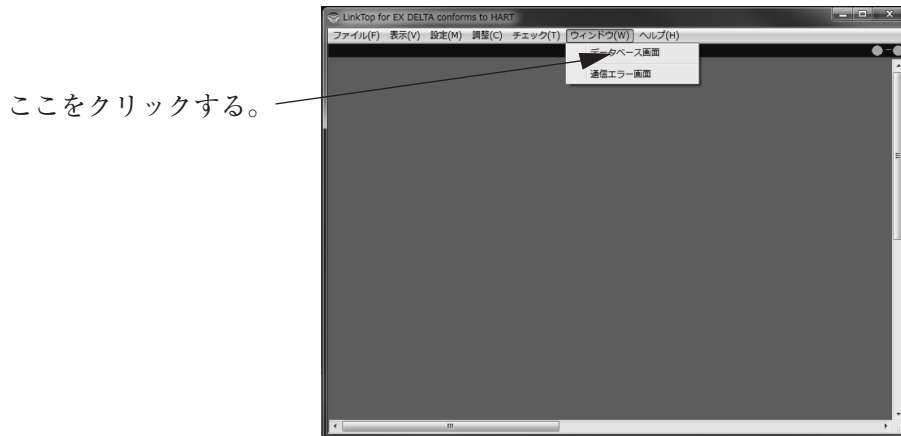 LinkTop for EX DELTA conforms to HART
ファイル(F) 表示(V) 設定(M) 調整(C) チェック(T) ウィンドウ(W) ヘルプ(H)
データベース画面
通信エラー画面
ここをクリックする。